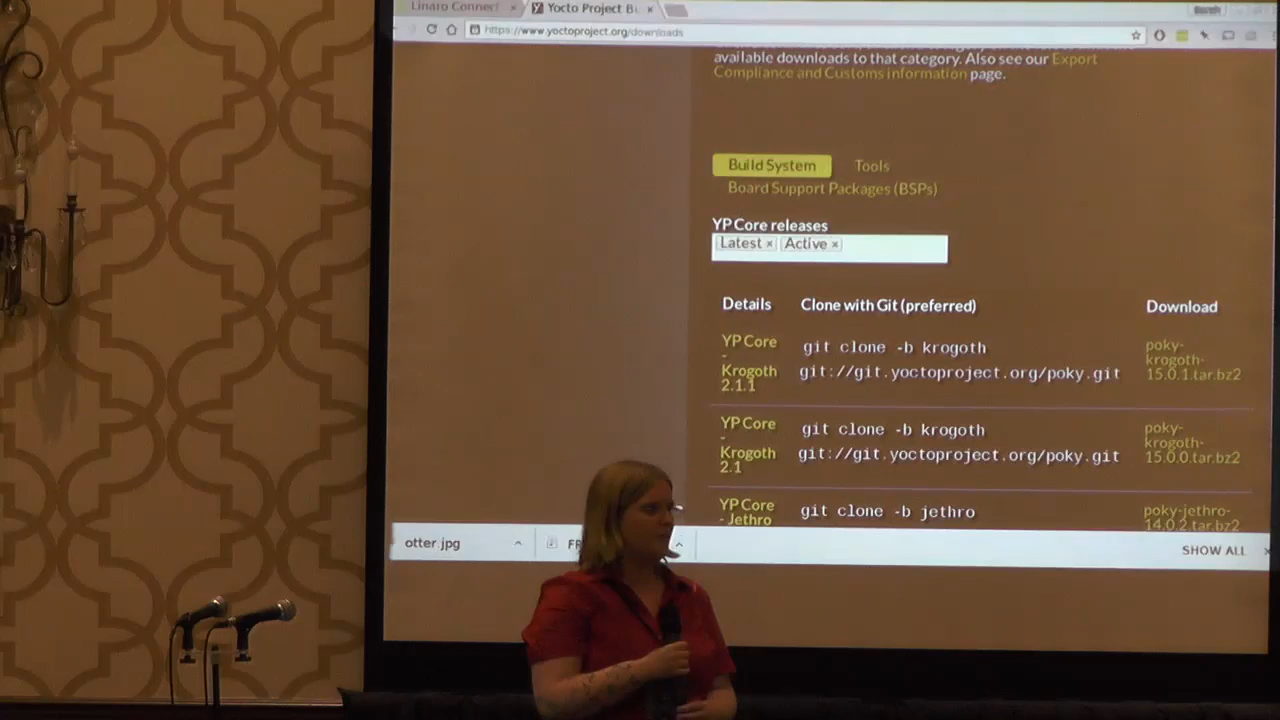 Linaro Connect ×
Yocto Project Bu ×
https://www.yoctoproject.org/downloads
available downloads to that category. Also see our Export
Compliance and Customs information page.
Build System Tools
Board Support Packages (BSPs)
YP Core releases
Latest × Active ×
Details Clone with Git (preferred) Download
YP Core
-
Krogoth
2.1.1
git clone -b krogoth
git://git.yoctoproject.org/poky.git
poky-
krogoth-
15.0.1.tar.bz2
YP Core
-
Krogoth
2.1
git clone -b krogoth
git://git.yoctoproject.org/poky.git
poky-
krogoth-
15.0.0.tar.bz2
YP Core
- Jethro
git clone -b jethro
poky-jethro-
14.0.2.tar.bz2
otter.jpg
SHOW ALL ×